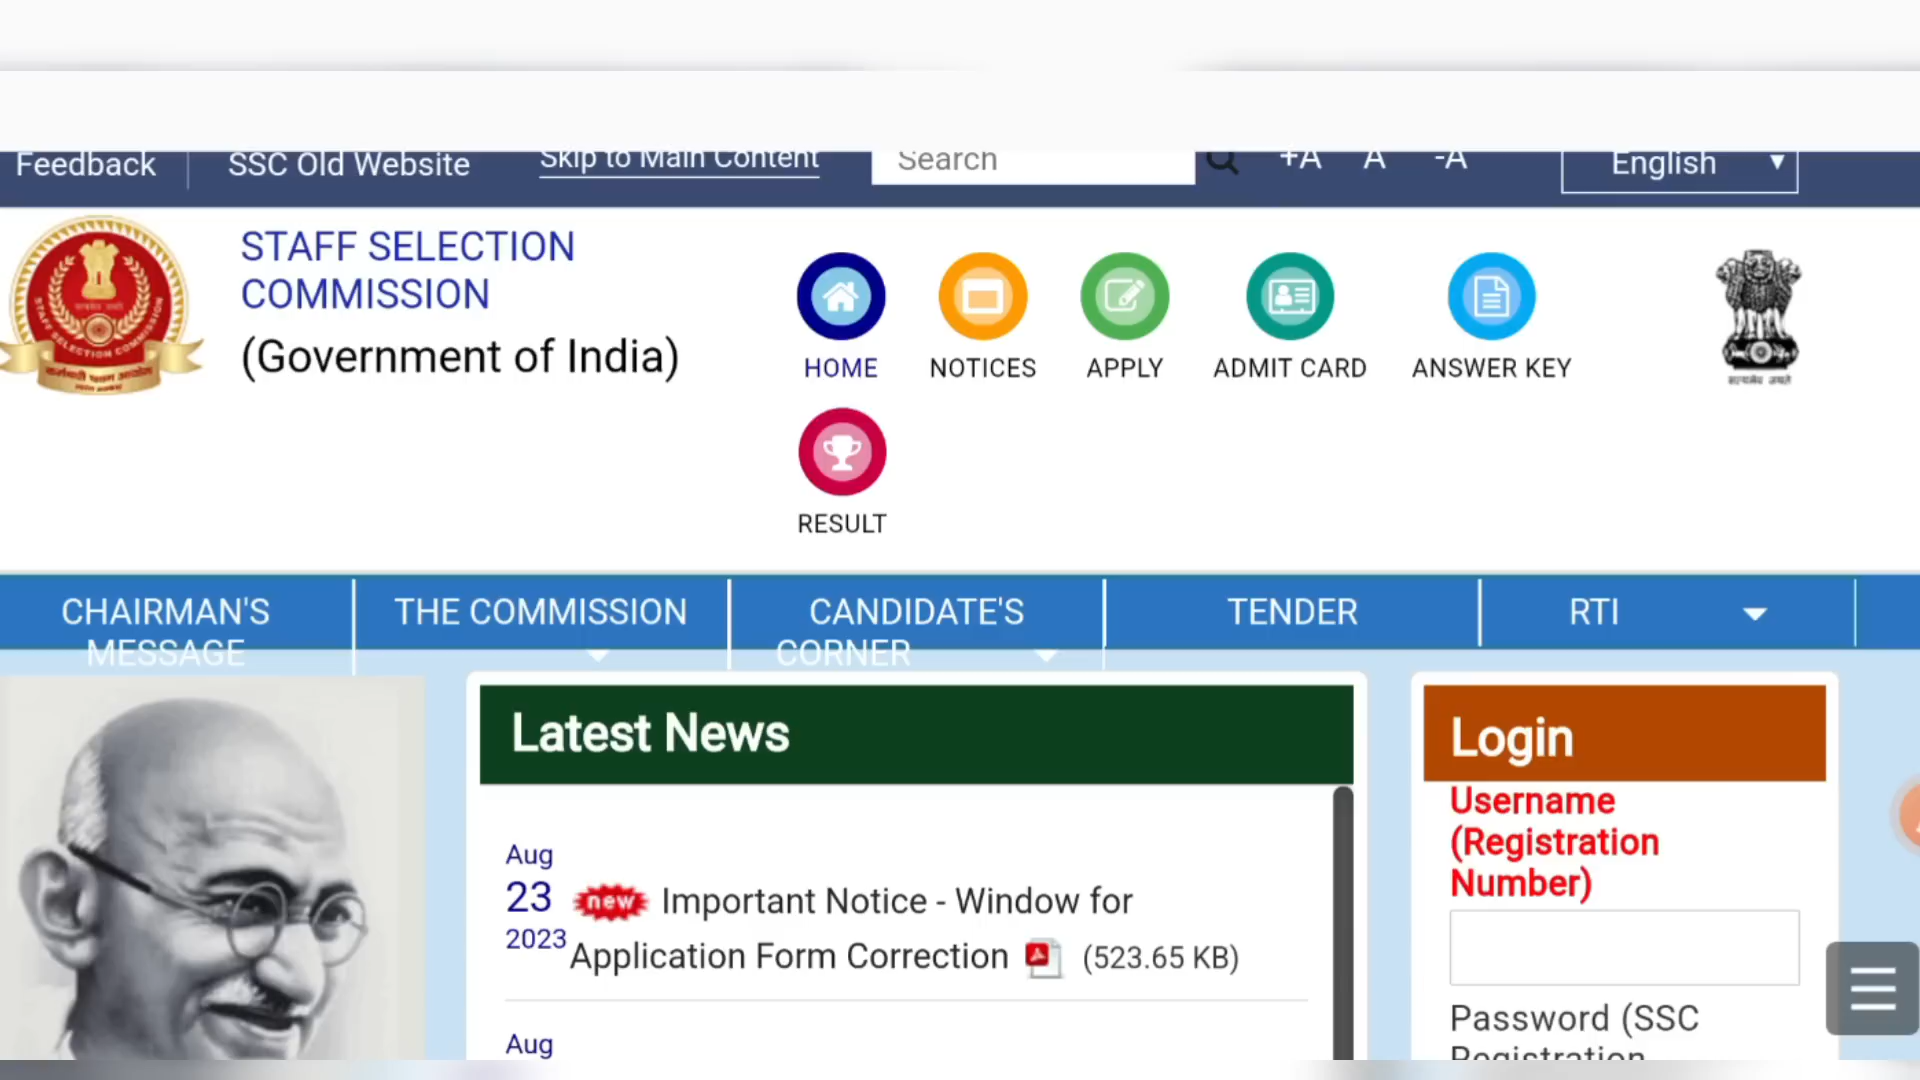 Feedback
SSC Old Website
Skip to Main Content
Search
+A A -A
English
STAFF SELECTION
COMMISSION
(Government of India)
HOME
NOTICES
APPLY
ADMIT CARD
ANSWER KEY
RESULT
CHAIRMAN'S
MESSAGE
THE COMMISSION
CANDIDATE'S
CORNER
TENDER
RTI
Latest News
Aug
23
2023
new Important Notice - Window for
Application Form Correction (523.65 KB)
Aug
Login
Username
(Registration
Number)
Password (SSC
Registration